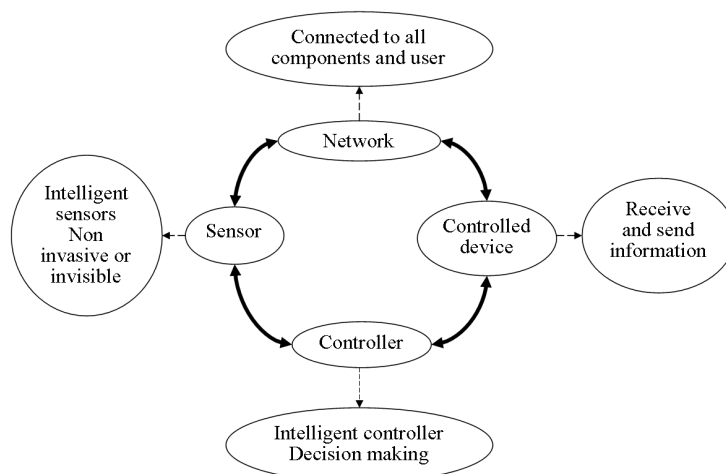 Connected to all
components and user
Network
Intelligent
sensors
Non
invasive or
invisible
Sensor
Controlled
device
Receive
and send
information
Controller
Intelligent controller
Decision making